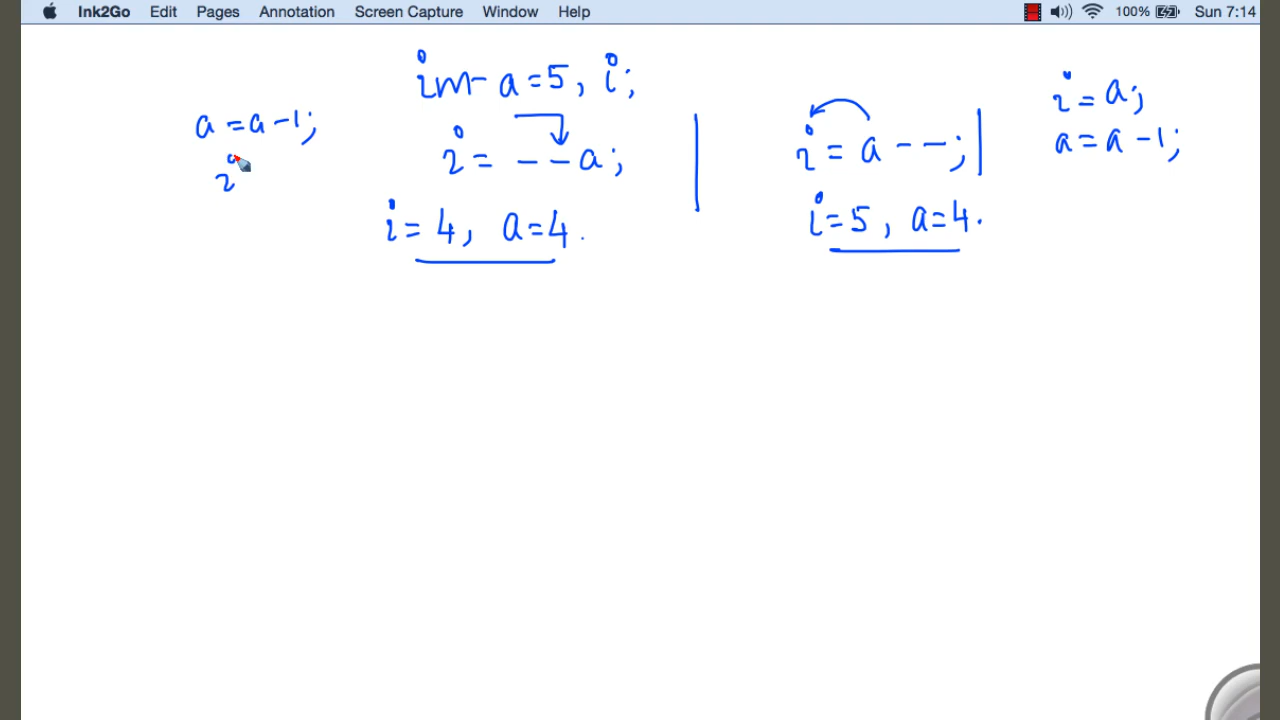 Ink2Go Edit Pages Annotation Screen Capture Window Help 100% Sun 7:14
int a=5, i;
a=a-1;
i
i= --a;
i=4, a=4.
i= a--;
i=5, a=4.
i=a;
a=a-1;